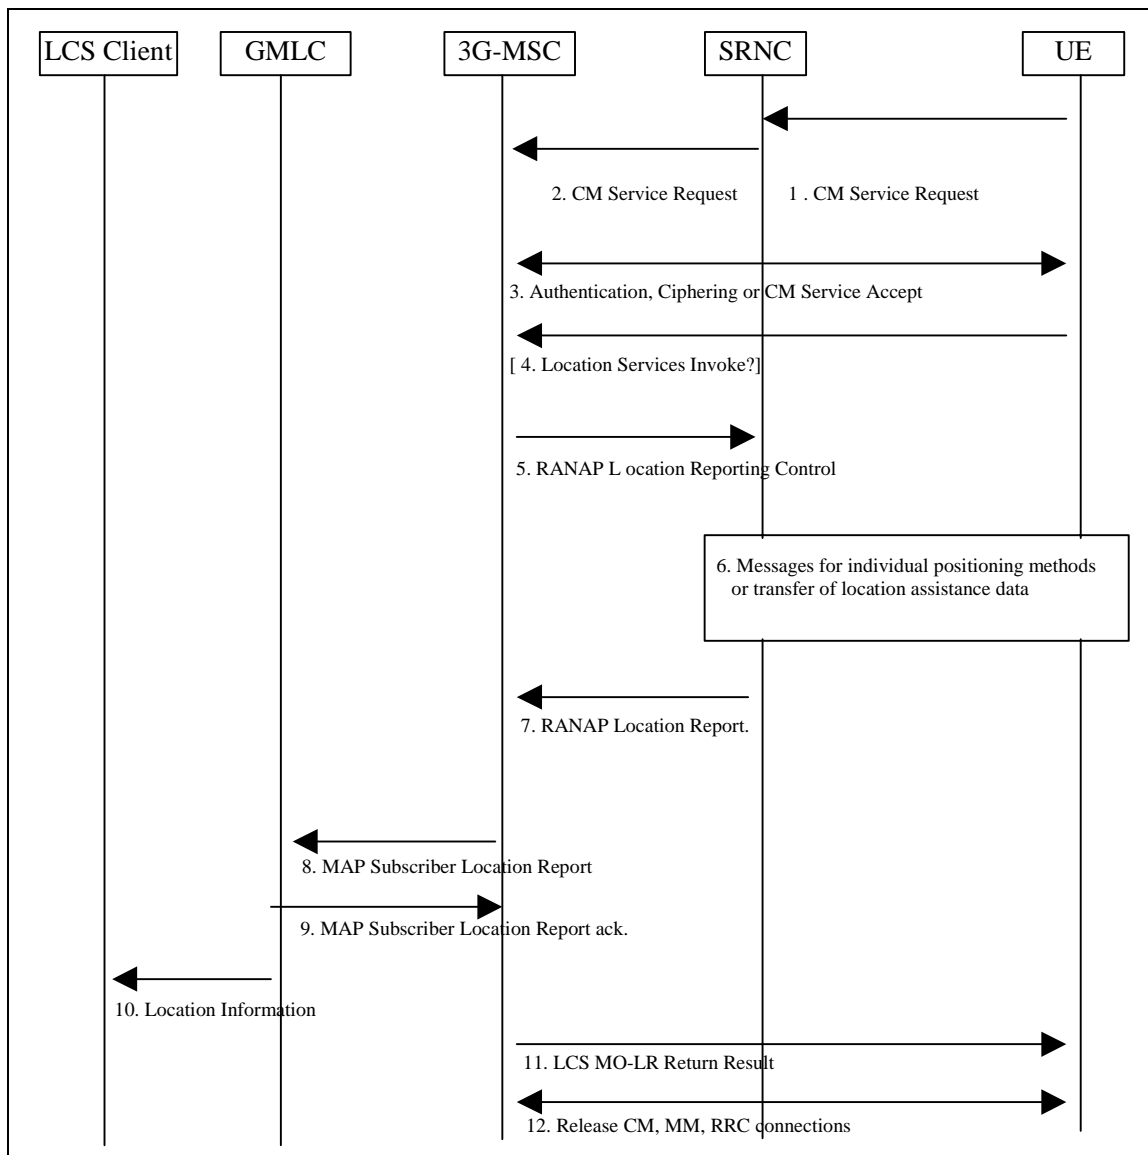 LCS Client GMLC 3G-MSC SRNC UE
2. CM Service Request 1 . CM Service Request
3. Authentication, Ciphering or CM Service Accept
[ 4. Location Services Invoke?]
5. RANAP L ocation Reporting Control
6. Messages for individual positioning methods
or transfer of location assistance data
7. RANAP Location Report.
8. MAP Subscriber Location Report
9. MAP Subscriber Location Report ack.
10. Location Information
11. LCS MO-LR Return Result
12. Release CM, MM, RRC connections